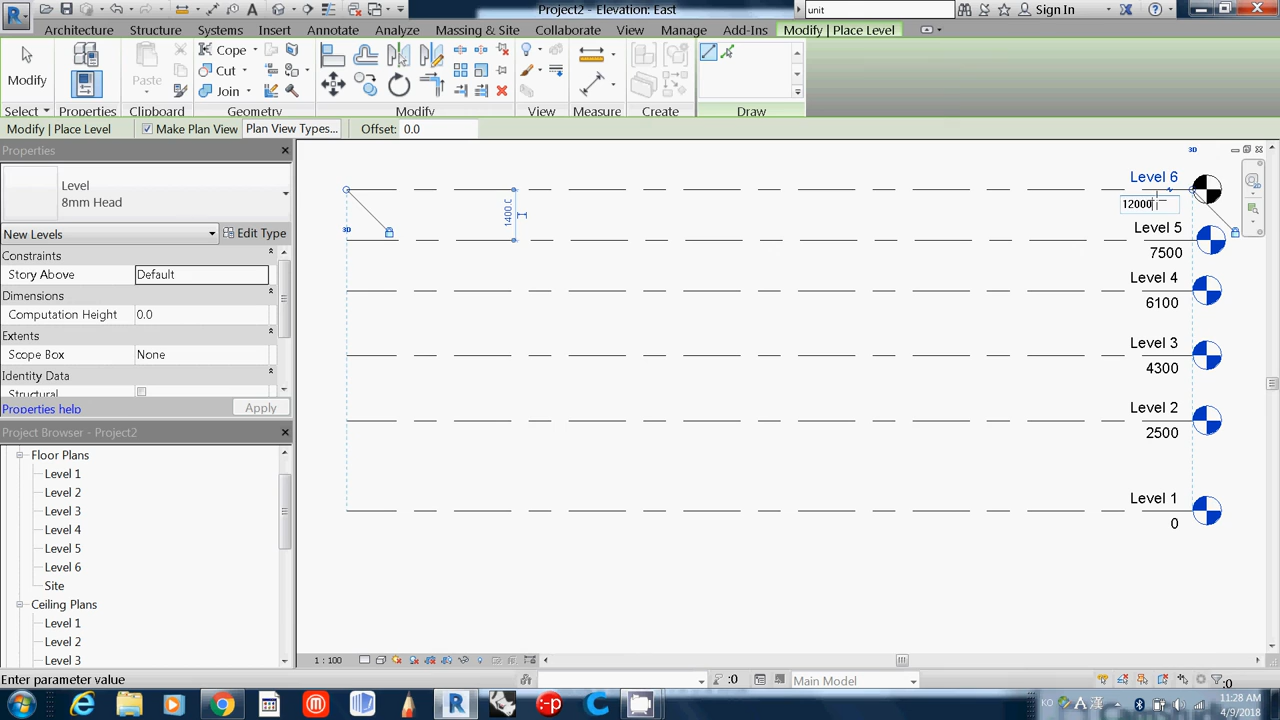 Project2 - Elevation: East
unit
Sign In
Architecture Structure Systems Insert Annotate Analyze Massing & Site Collaborate View Manage Add-Ins Modify | Place Level
Modify
Properties
Paste
Cope
Cut
Join
Select Properties Clipboard Geometry Modify View Measure Create Draw
Modify | Place Level Make Plan View Plan View Types... Offset: 0.0
Properties
Level
8mm Head
New Levels Edit Type
Constraints
Story Above Default
Dimensions
Computation Height 0.0
Extents
Scope Box None
Identity Data
Structural
Properties help Apply
Project Browser - Project2
Floor Plans
Level 1
Level 2
Level 3
Level 4
Level 5
Level 6
Site
Ceiling Plans
Level 1
Level 2
Level 3
3D
Level 6
12000
1400.0
3D
Level 5
7500
Level 4
6100
Level 3
4300
Level 2
2500
Level 1
0
1 : 100
Enter parameter value
:0
Main Model
:0
KO
11:28 AM
4/9/2018